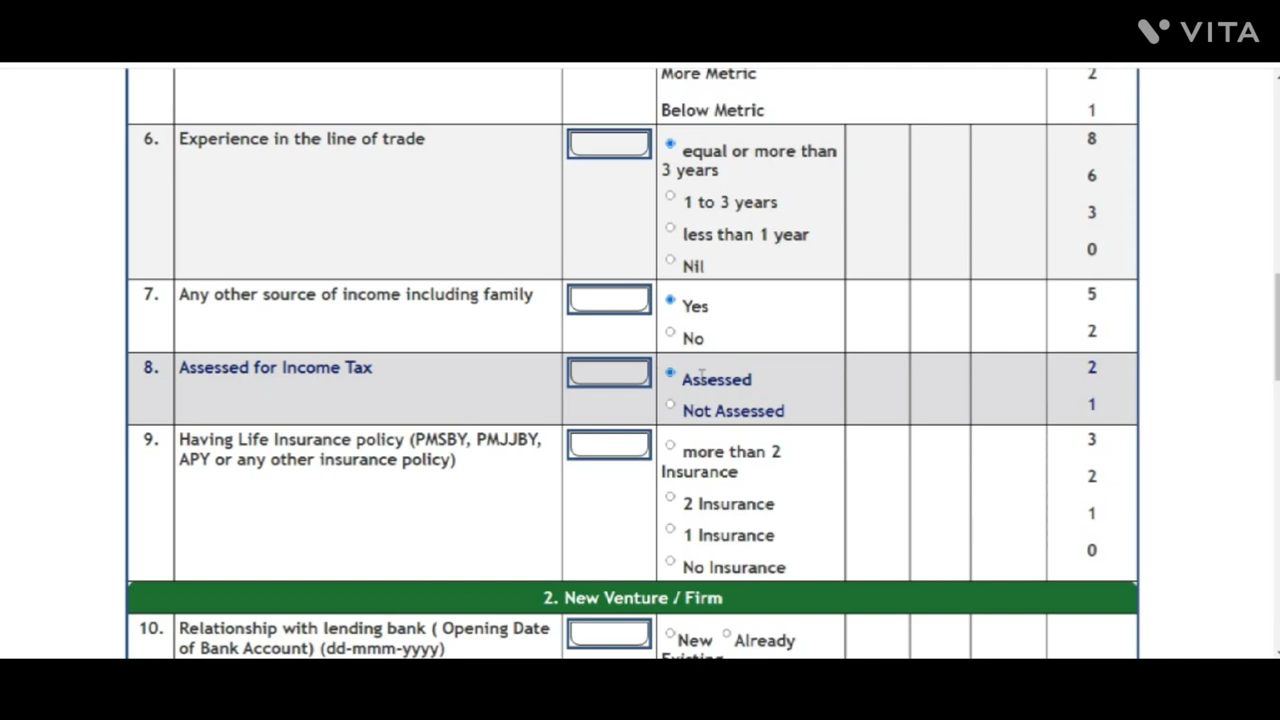 VITA
More Metric 2
Below Metric 1
6. Experience in the line of trade equal or more than 8
3 years 6
1 to 3 years 3
less than 1 year 0
Nil
7. Any other source of income including family Yes 5
No 2
8. Assessed for Income Tax Assessed 2
Not Assessed 1
9. Having Life Insurance policy (PMSBY, PMJJBY, more than 2 3
APY or any other insurance policy) Insurance 2
2 Insurance 1
1 Insurance 0
No Insurance
2. New Venture / Firm
10. Relationship with lending bank ( Opening Date New Already
of Bank Account) (dd-mmm-yyyy) Existing